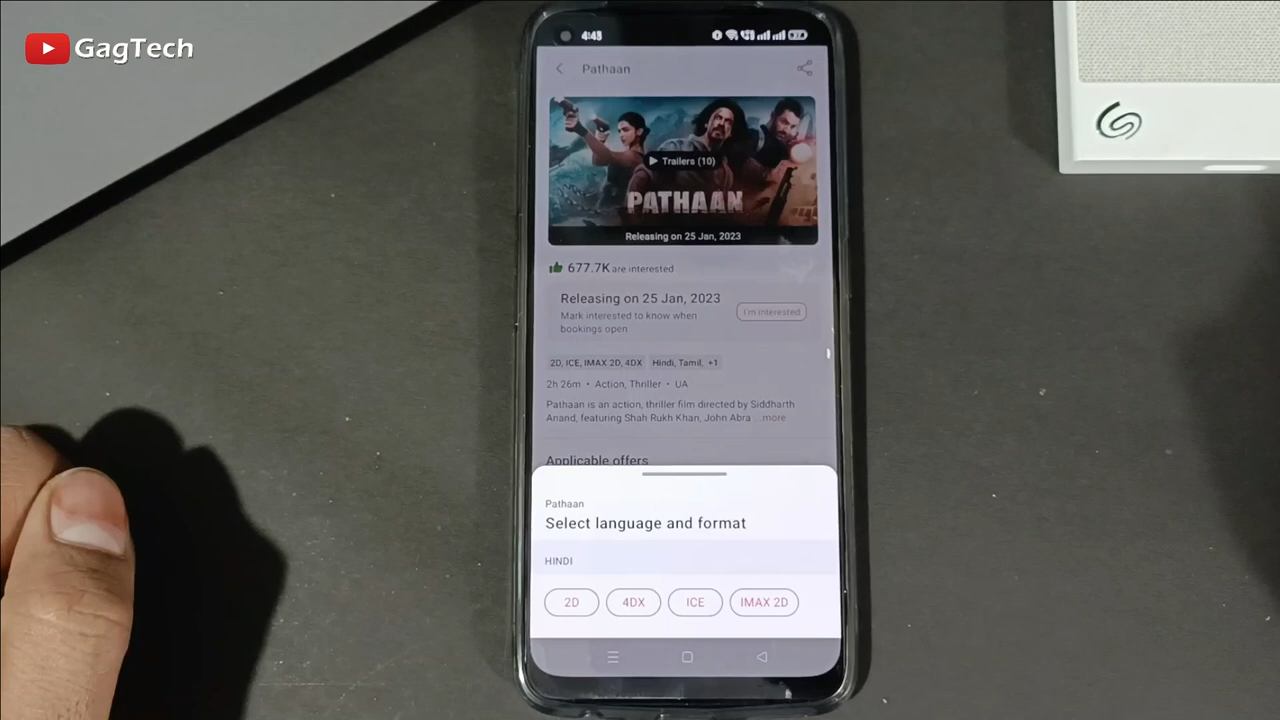 GagTech
4:43
Pathaan
Trailers (10)
PATHAAN
Releasing on 25 Jan, 2023
677.7K are interested
Releasing on 25 Jan, 2023
Mark interested to know when
bookings open
I'm interested
2D, ICE, IMAX 2D, 4DX Hindi, Tamil, +1
2h 26m • Action, Thriller • UA
Pathaan is an action, thriller film directed by Siddharth
Anand, featuring Shah Rukh Khan, John Abra ...more
Applicable offers
Pathaan
Select language and format
HINDI
2D 4DX ICE IMAX 2D